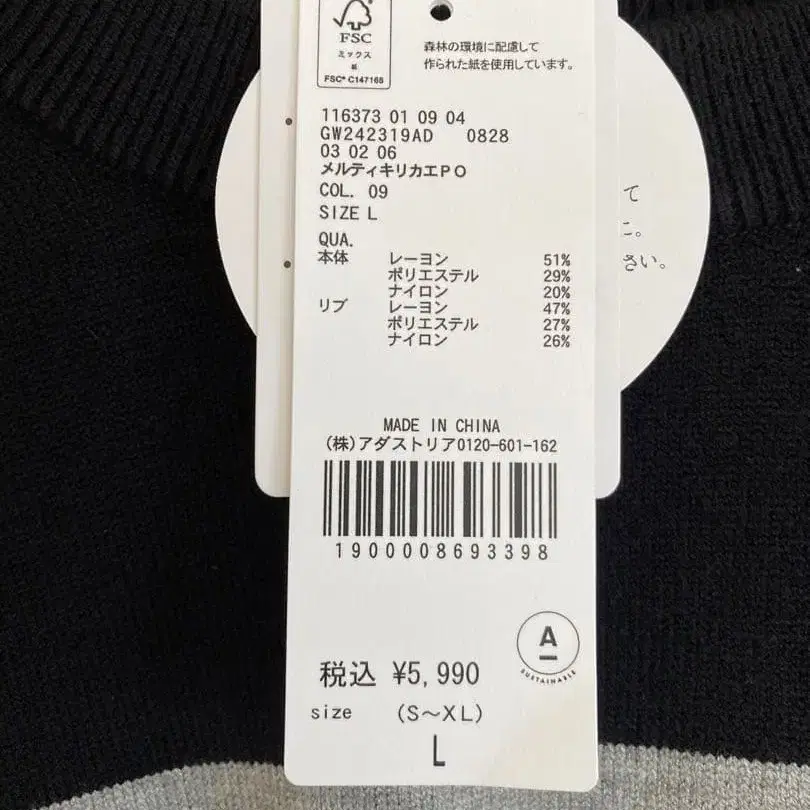 FSC
ミックス
紙
FSC® C147168
森林の環境に配慮して
作られた紙を使用しています。
116373 01 09 04
GW242319AD 0828
03 02 06
メルティキリカエPO
COL. 09
SIZE L
QUA.
本体 レーヨン 51%
ポリエステル 29%
ナイロン 20%
リブ レーヨン 47%
ポリエステル 27%
ナイロン 26%
て
こ。
さい。
MADE IN CHINA
(株)アダストリア0120-601-162
1900008693398
A
SUSTAINABLE
税込 ¥5,990
size (S～XL)
L